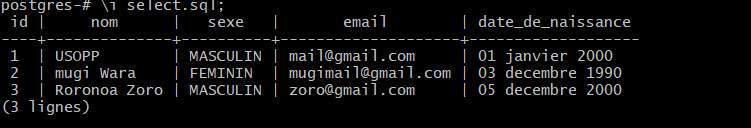 postgres-# \i select.sql;
 id |     nom      |   sexe   |       email        | date_de_naissance
----+--------------+----------+--------------------+-------------------
 1  | USOPP        | MASCULIN | mail@gmail.com     | 01 janvier 2000
 2  | mugi Wara    | FEMININ  | mugimail@gmail.com | 03 decembre 1990
 3  | Roronoa Zoro | MASCULIN | zoro@gmail.com     | 05 decembre 2000
(3 lignes)